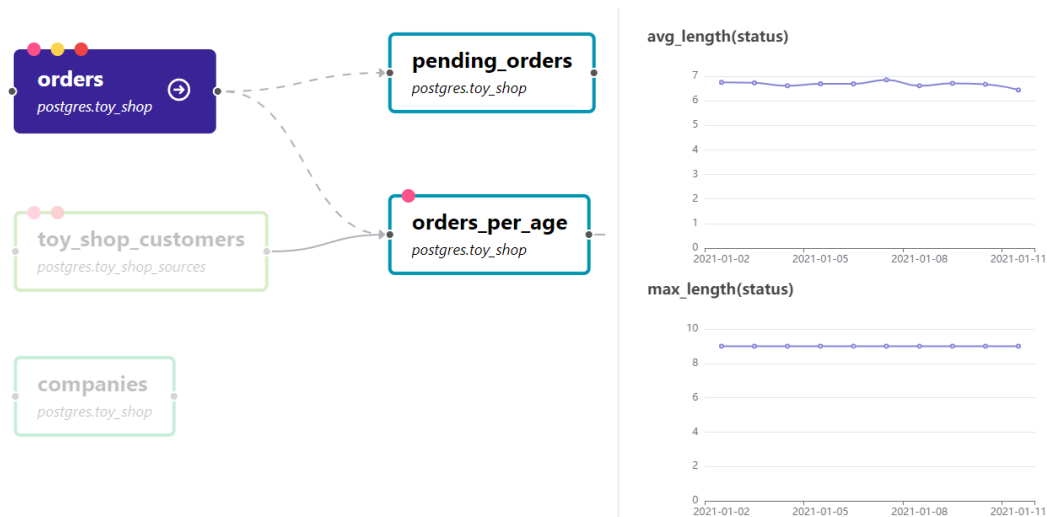 orders
postgres.toy_shop
pending_orders
postgres.toy_shop
toy_shop_customers
postgres.toy_shop_sources
orders_per_age
postgres.toy_shop
companies
postgres.toy_shop
avg_length(status)
7
6
5
4
3
2
1
0
2021-01-02 2021-01-05 2021-01-08 2021-01-11
max_length(status)
10
8
6
4
2
0
2021-01-02 2021-01-05 2021-01-08 2021-01-11